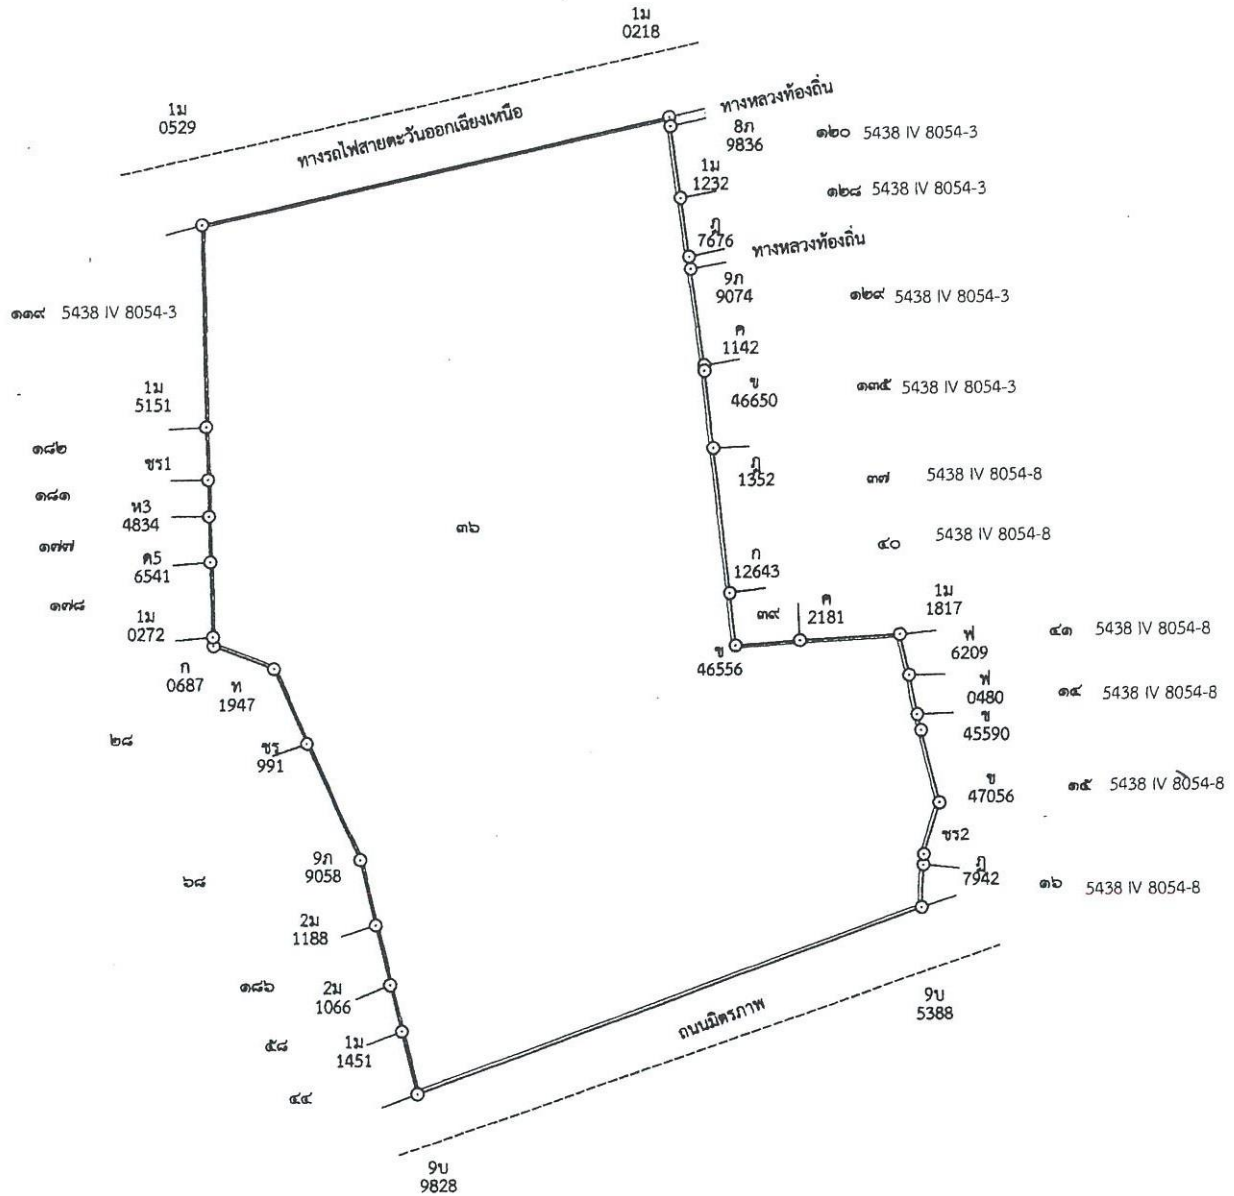 1ม
0218
1ม
0529
ทางรถไฟสายตะวันออกเฉียงเหนือ
ทางหลวงท้องถิ่น
8ภ
9836
๑๒๐ 5438 IV 8054-3
1ม
1232
๑๒๘ 5438 IV 8054-3
ฎ
7676
ทางหลวงท้องถิ่น
9ภ
9074
๑๒๙ 5438 IV 8054-3
๑๑๙ 5438 IV 8054-3
ค
1142
ข
46650
๑๓๕ 5438 IV 8054-3
1ม
5151
๑๘๒
ชร1
ฎ
1352
๓๗ 5438 IV 8054-8
๑๘๑
ห3
4834
๓๖
๔๐ 5438 IV 8054-8
๑๗๗
ค5
6541
ก
12643
๑๗๘
1ม
0272
๓๙
ค
2181
1ม
1817
ฟ
6209
๔๑ 5438 IV 8054-8
ข
46556
ก
0687
ท
1947
ฟ
0480
๑๔ 5438 IV 8054-8
ข
45590
๒๘
ชร
991
ข
47056
๑๕ 5438 IV 8054-8
ชร2
9ภ
9058
ฎ
7942
๑๖ 5438 IV 8054-8
๖๘
2ม
1188
๑๘๖
2ม
1066
ถนนมิตรภาพ
9บ
5388
๕๘
1ม
1451
๔๔
9บ
9828